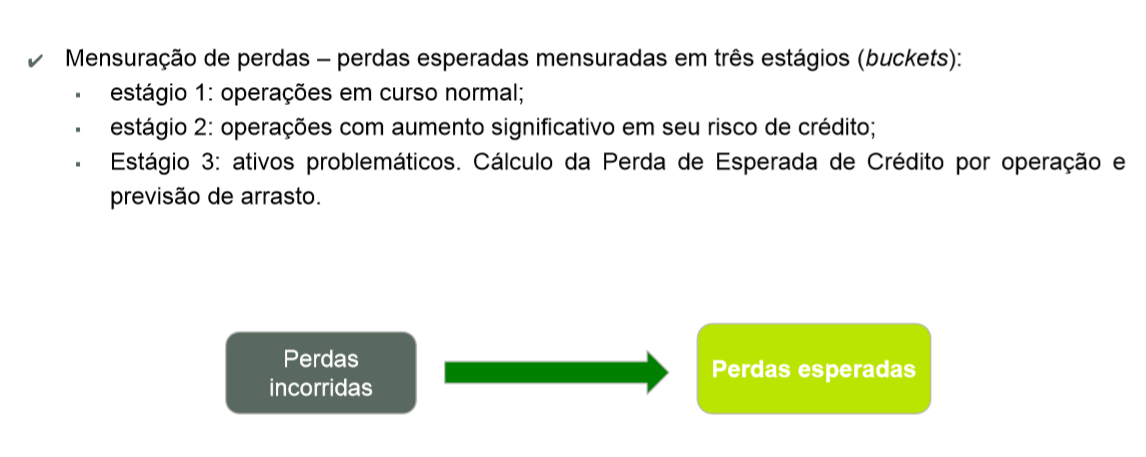 ✔ Mensuração de perdas – perdas esperadas mensuradas em três estágios (buckets):
▪ estágio 1: operações em curso normal;
▪ estágio 2: operações com aumento significativo em seu risco de crédito;
▪ Estágio 3: ativos problemáticos. Cálculo da Perda de Esperada de Crédito por operação e
previsão de arrasto.
Perdas
incorridas
Perdas esperadas